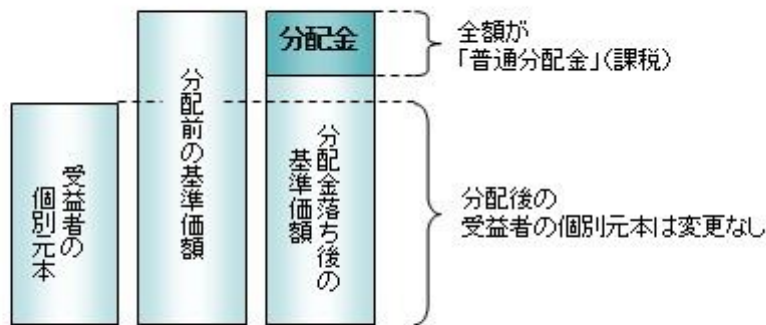 受益者の
個別元本
分配前の基準価額
分配金
分配金落ち後の
基準価額
全額が
「普通分配金」(課税)
分配後の
受益者の個別元本は変更なし